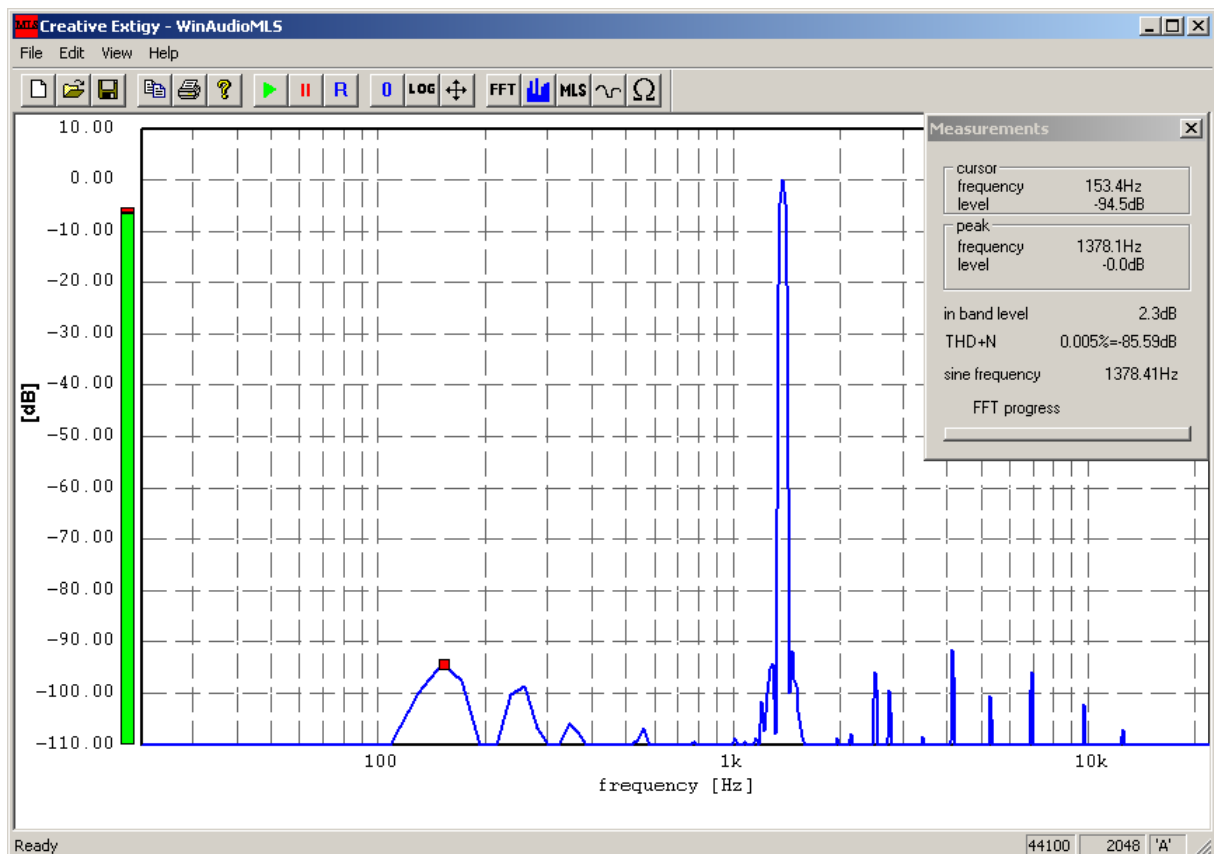 MLS Creative Extigy - WinAudioMLS
File Edit View Help
? R 0 LOG FFT MLS Ω
10.00
0.00
-10.00
-20.00
-30.00
-40.00
-50.00
-60.00
-70.00
-80.00
-90.00
-100.00
-110.00
[dB]
100 1k 10k
frequency [Hz]
Measurements
cursor
frequency 153.4Hz
level -94.5dB
peak
frequency 1378.1Hz
level -0.0dB
in band level 2.3dB
THD+N 0.005%=-85.59dB
sine frequency 1378.41Hz
FFT progress
Ready 44100 2048 'A'